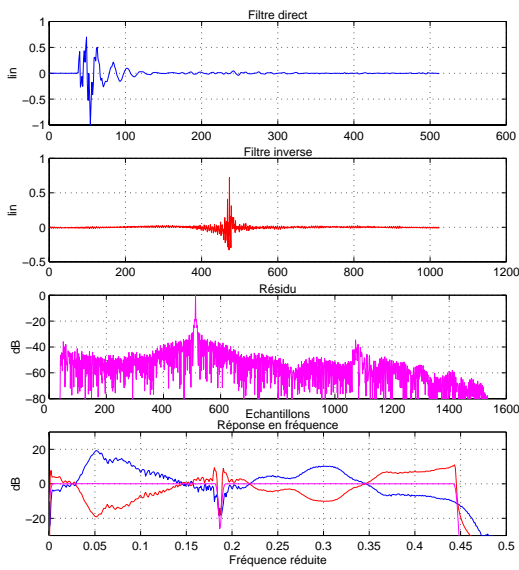 Filtre direct
1
0.5
0
−0.5
−1
lin
0 100 200 300 400 500 600
Filtre inverse
1
0.5
0
−0.5
lin
0 200 400 600 800 1000 1200
Résidu
0
−20
−40
−60
−80
dB
0 200 400 600 800 1000 1200 1400 1600
Echantillons
Réponse en fréquence
20
0
−20
dB
0 0.05 0.1 0.15 0.2 0.25 0.3 0.35 0.4 0.45 0.5
Fréquence réduite